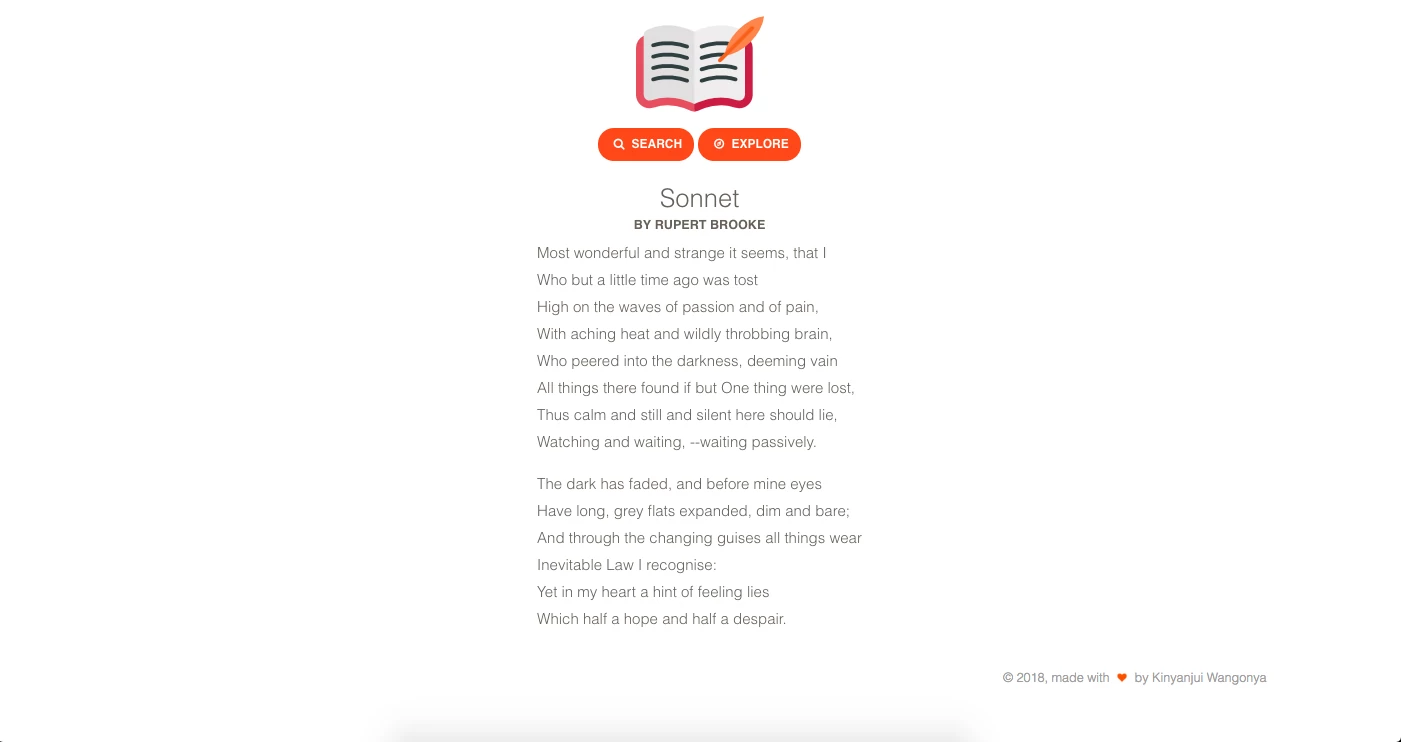 SEARCH EXPLORE
Sonnet
BY RUPERT BROOKE
Most wonderful and strange it seems, that I
Who but a little time ago was tost
High on the waves of passion and of pain,
With aching heat and wildly throbbing brain,
Who peered into the darkness, deeming vain
All things there found if but One thing were lost,
Thus calm and still and silent here should lie,
Watching and waiting, --waiting passively.
The dark has faded, and before mine eyes
Have long, grey flats expanded, dim and bare;
And through the changing guises all things wear
Inevitable Law I recognise:
Yet in my heart a hint of feeling lies
Which half a hope and half a despair.
© 2018, made with ♥ by Kinyanjui Wangonya